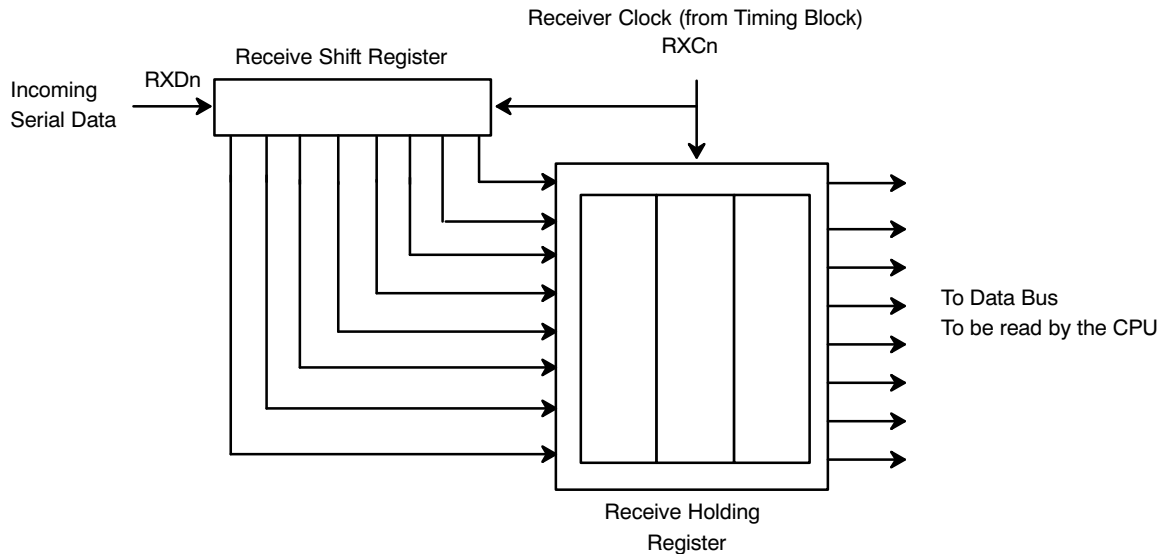 Receiver Clock (from Timing Block)
RXCn
Receive Shift Register
RXDn
Incoming
Serial Data
To Data Bus
To be read by the CPU
Receive Holding
Register